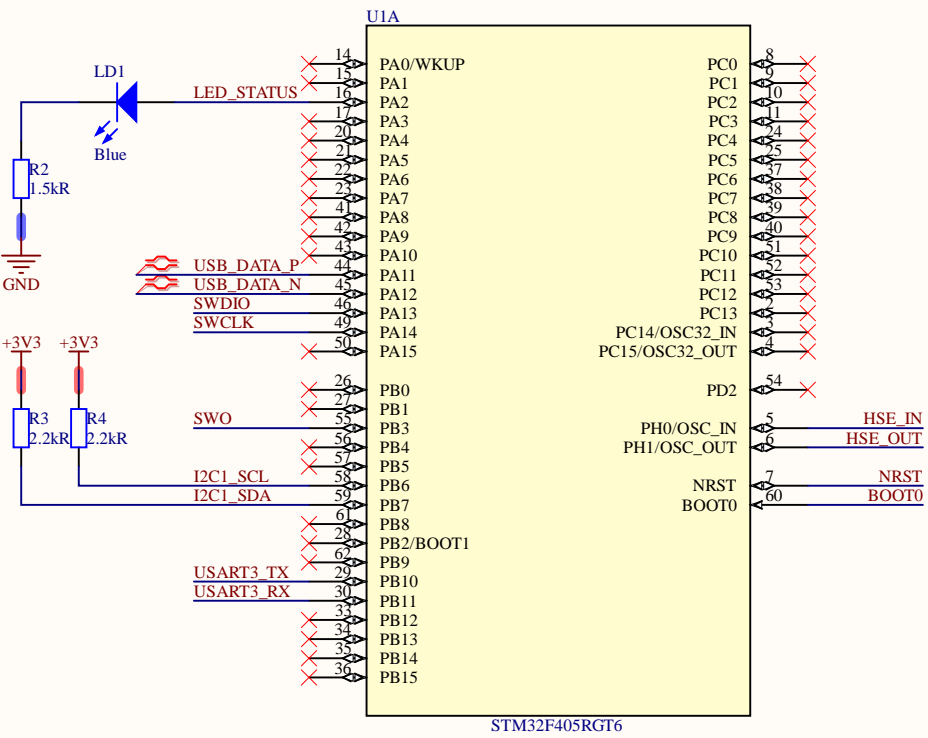 U1A
LD1
Blue
R2
1.5kR
GND
LED_STATUS
USB_DATA_P
USB_DATA_N
SWDIO
SWCLK
+3V3 +3V3
R3 R4
2.2kR 2.2kR
SWO
I2C1_SCL
I2C1_SDA
USART3_TX
USART3_RX
14 PA0/WKUP
15 PA1
16 PA2
17 PA3
20 PA4
21 PA5
22 PA6
23 PA7
41 PA8
42 PA9
43 PA10
44 PA11
45 PA12
46 PA13
49 PA14
50 PA15
26 PB0
27 PB1
55 PB3
56 PB4
57 PB5
58 PB6
59 PB7
61 PB8
28 PB2/BOOT1
62 PB9
29 PB10
30 PB11
33 PB12
34 PB13
35 PB14
36 PB15
PC0 8
PC1 9
PC2 10
PC3 11
PC4 24
PC5 25
PC6 37
PC7 38
PC8 39
PC9 40
PC10 51
PC11 52
PC12 53
PC13 2
PC14/OSC32_IN 3
PC15/OSC32_OUT 4
PD2 54
PH0/OSC_IN 5 HSE_IN
PH1/OSC_OUT 6 HSE_OUT
NRST 7 NRST
BOOT0 60 BOOT0
STM32F405RGT6